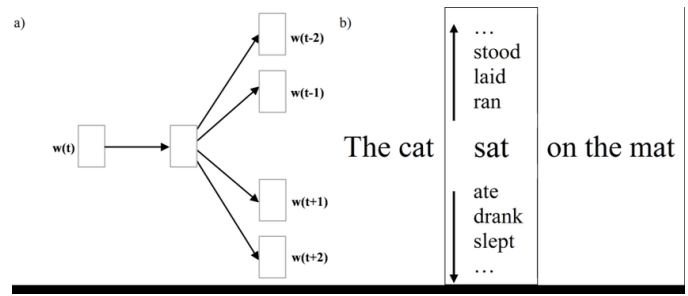 a)
w(t-2)
w(t-1)
w(t)
w(t+1)
w(t+2)
b)
…
stood
laid
ran
The cat sat on the mat
ate
drank
slept
…